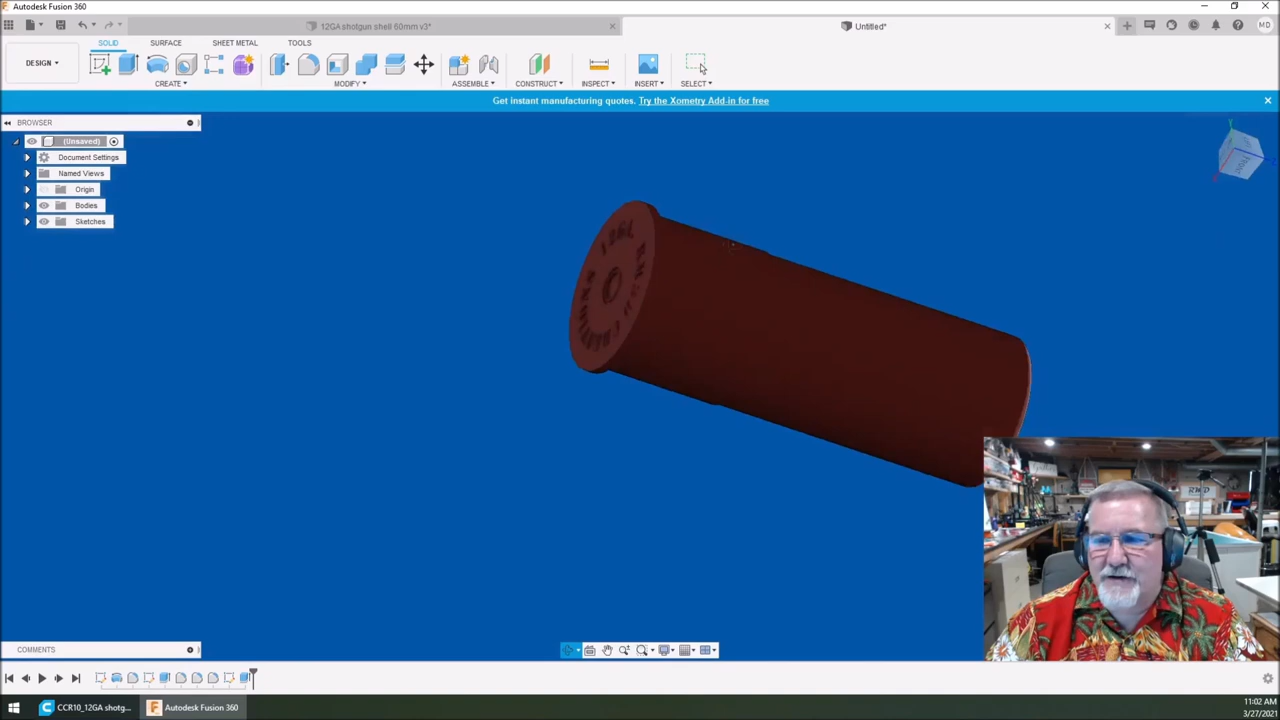 Autodesk Fusion 360
12GA shotgun shell 60mm v3*
Untitled*
MD
DESIGN
SOLID
SURFACE
SHEET METAL
TOOLS
CREATE
MODIFY
ASSEMBLE
CONSTRUCT
INSPECT
INSERT
SELECT
Get instant manufacturing quotes. Try the Xometry Add-in for free
BROWSER
(Unsaved)
Document Settings
Named Views
Origin
Bodies
Sketches
COMMENTS
CCR10_12GA shotg...
Autodesk Fusion 360
11:02 AM
3/27/2021